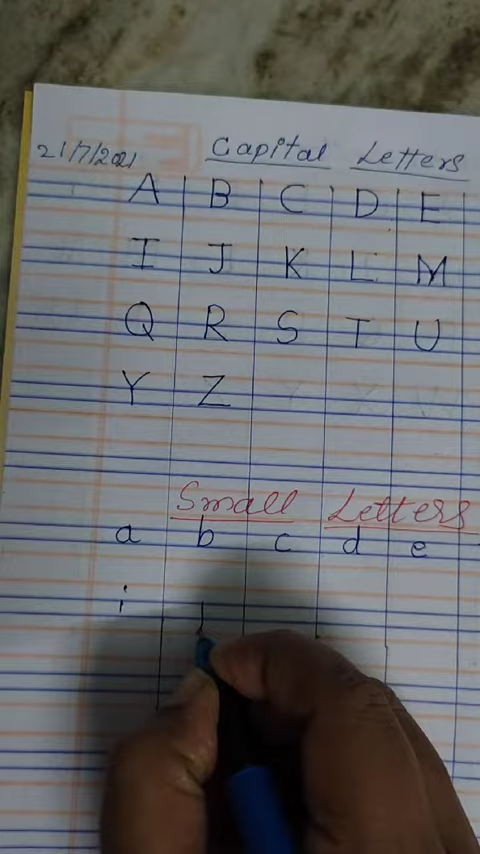 21/7/2021 Capital Letters
A B C D E
I J K L M
Q R S T U
Y Z
Small Letters
a b c d e
i